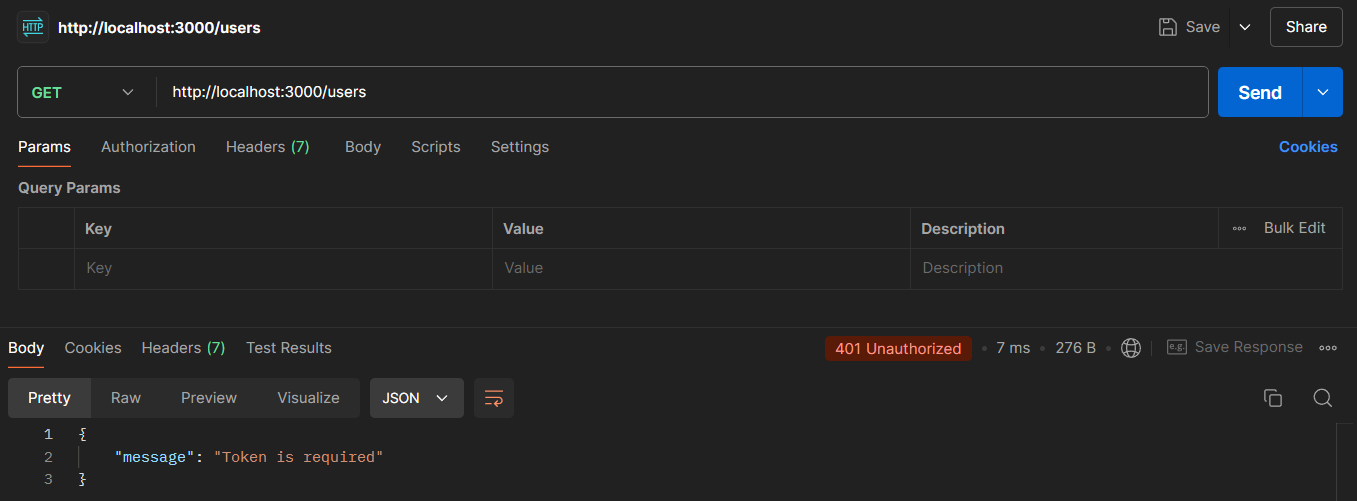 HTTP http://localhost:3000/users Save Share
GET http://localhost:3000/users Send
Params Authorization Headers (7) Body Scripts Settings Cookies
Query Params
Key Value Description Bulk Edit
Key Value Description
Body Cookies Headers (7) Test Results 401 Unauthorized 7 ms 276 B e.g. Save Response
Pretty Raw Preview Visualize JSON
1 {
2 "message": "Token is required"
3 }